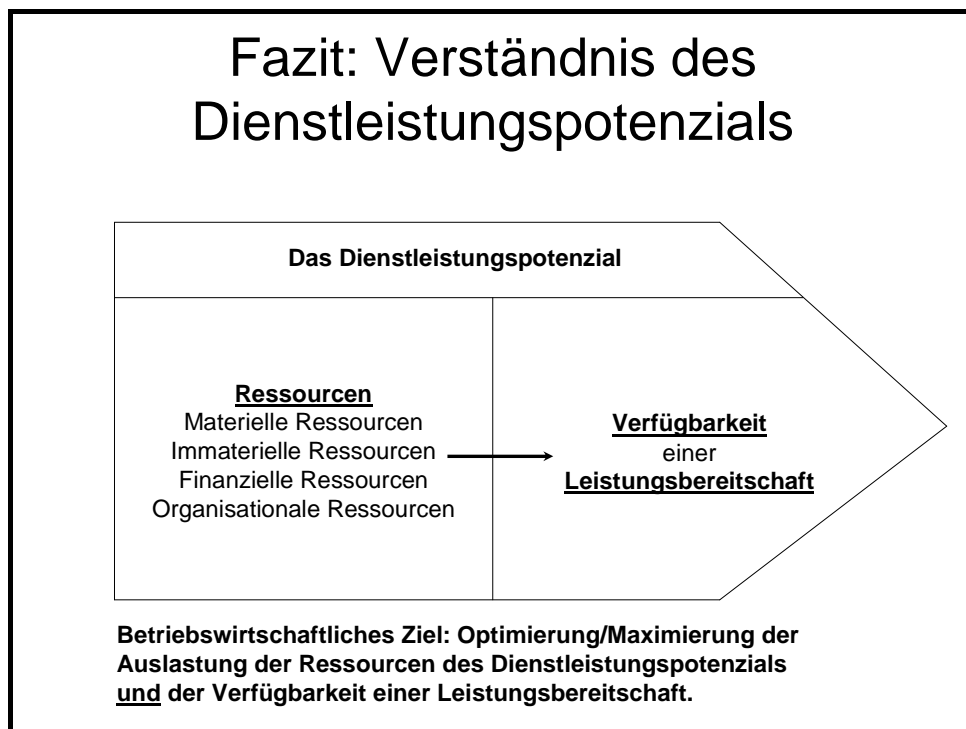 Fazit: Verständnis des
Dienstleistungspotenzials
Das Dienstleistungspotenzial
Ressourcen
Materielle Ressourcen
Immaterielle Ressourcen
Finanzielle Ressourcen
Organisationale Ressourcen
Verfügbarkeit
einer
Leistungsbereitschaft
Betriebswirtschaftliches Ziel: Optimierung/Maximierung der
Auslastung der Ressourcen des Dienstleistungspotenzials
und der Verfügbarkeit einer Leistungsbereitschaft.